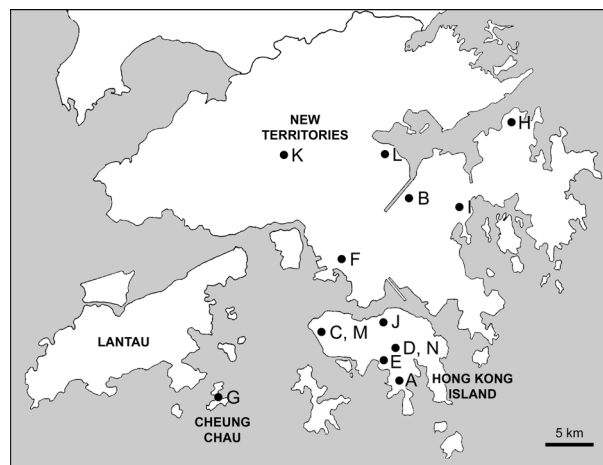 H
NEW
TERRITORIES
K
L
B
I
F
J
C, M
D, N
LANTAU
E
HONG KONG
ISLAND
A
G
CHEUNG
CHAU
5 km